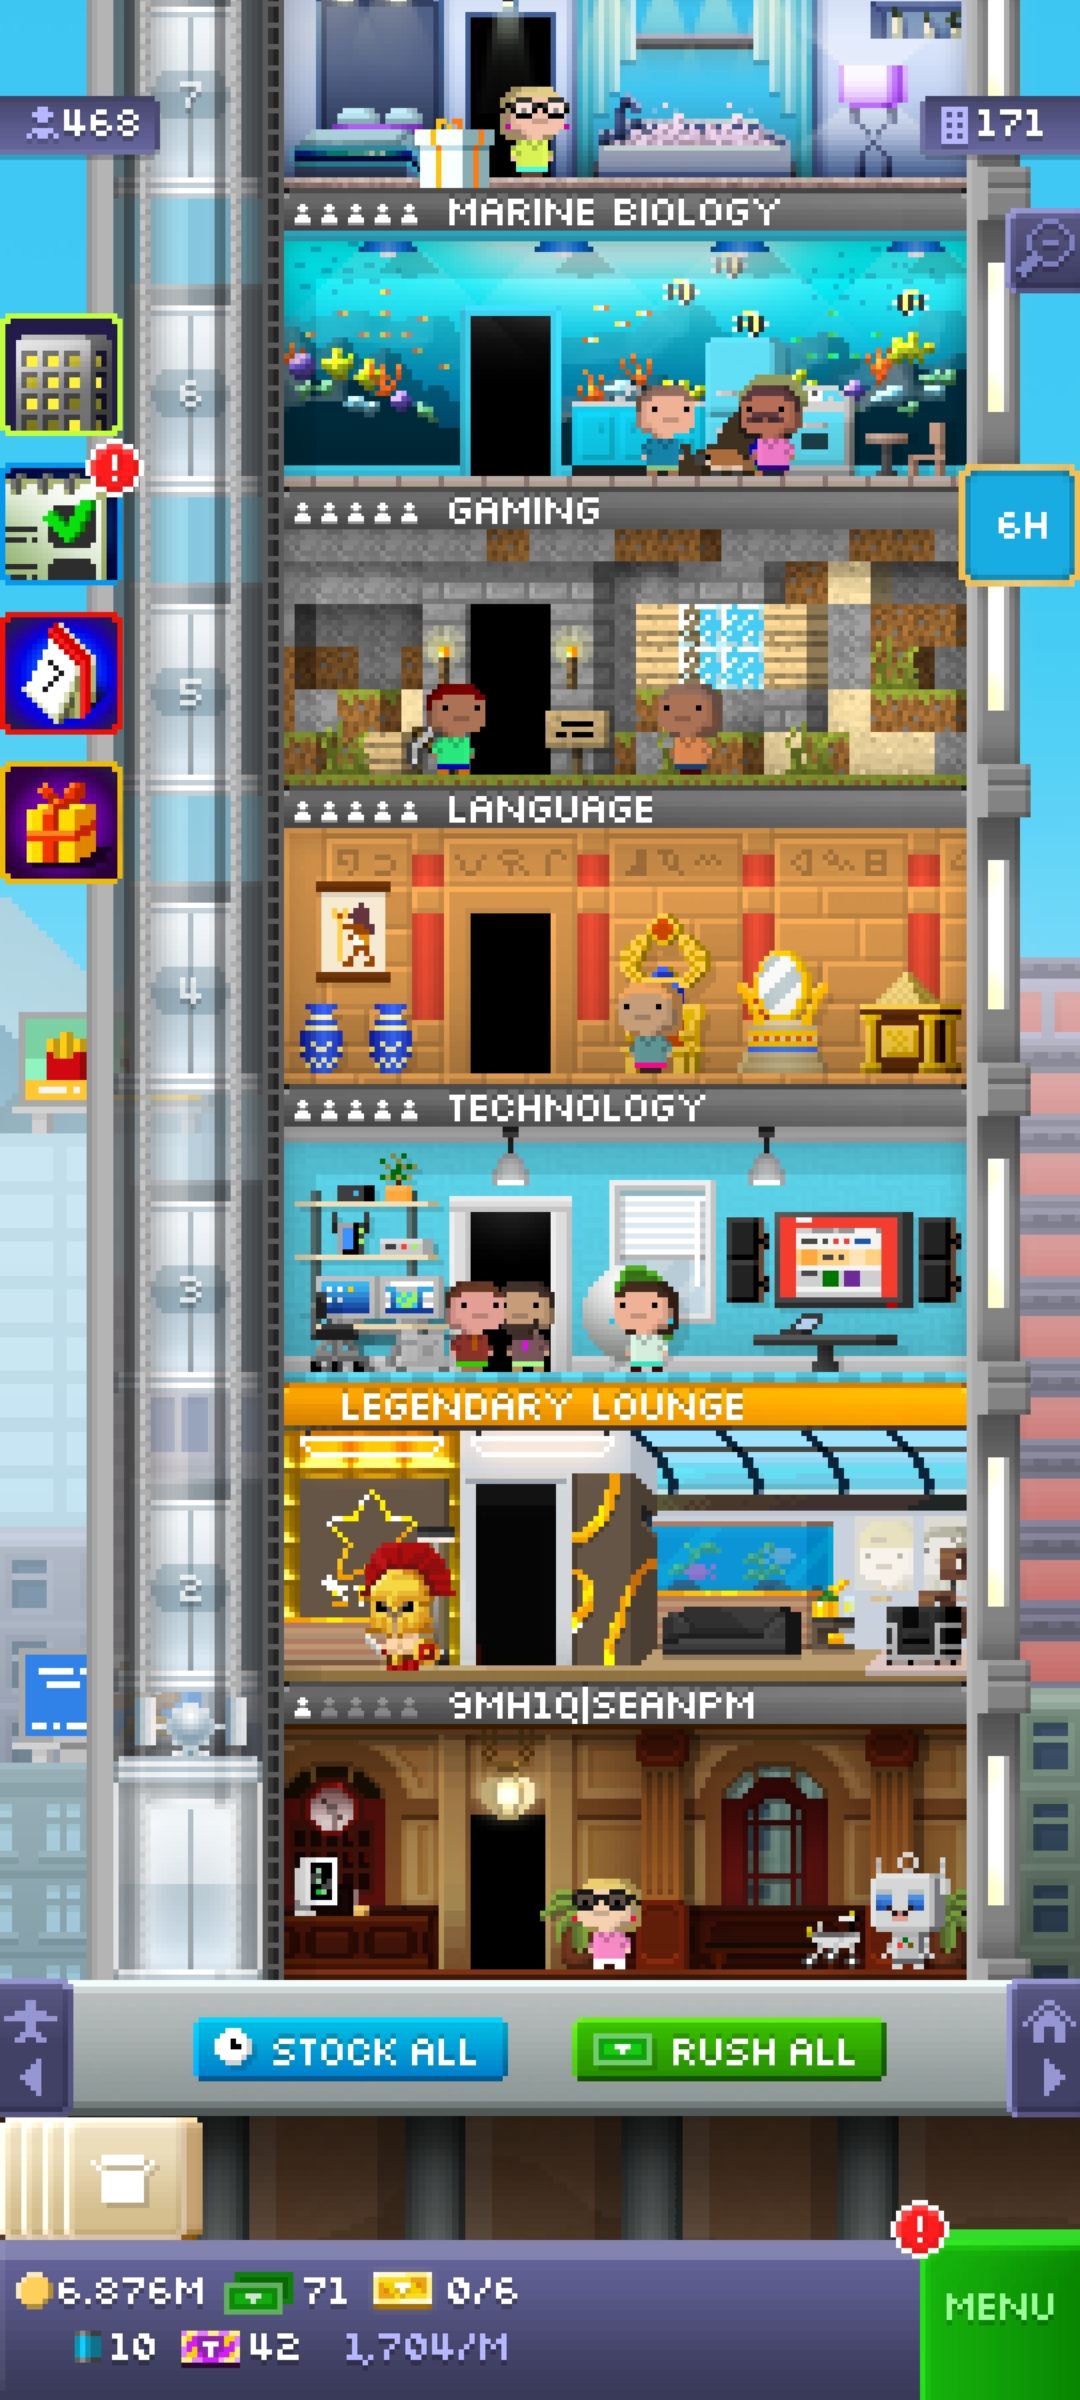 7
468
171
MARINE BIOLOGY
6
GAMING
6H
5
7
LANGUAGE
4
TECHNOLOGY
3
LEGENDARY LOUNGE
2
9MH1Q|SEANPM
STOCK ALL
RUSH ALL
6.876M 71 0/6
10 42 1,704/M
MENU